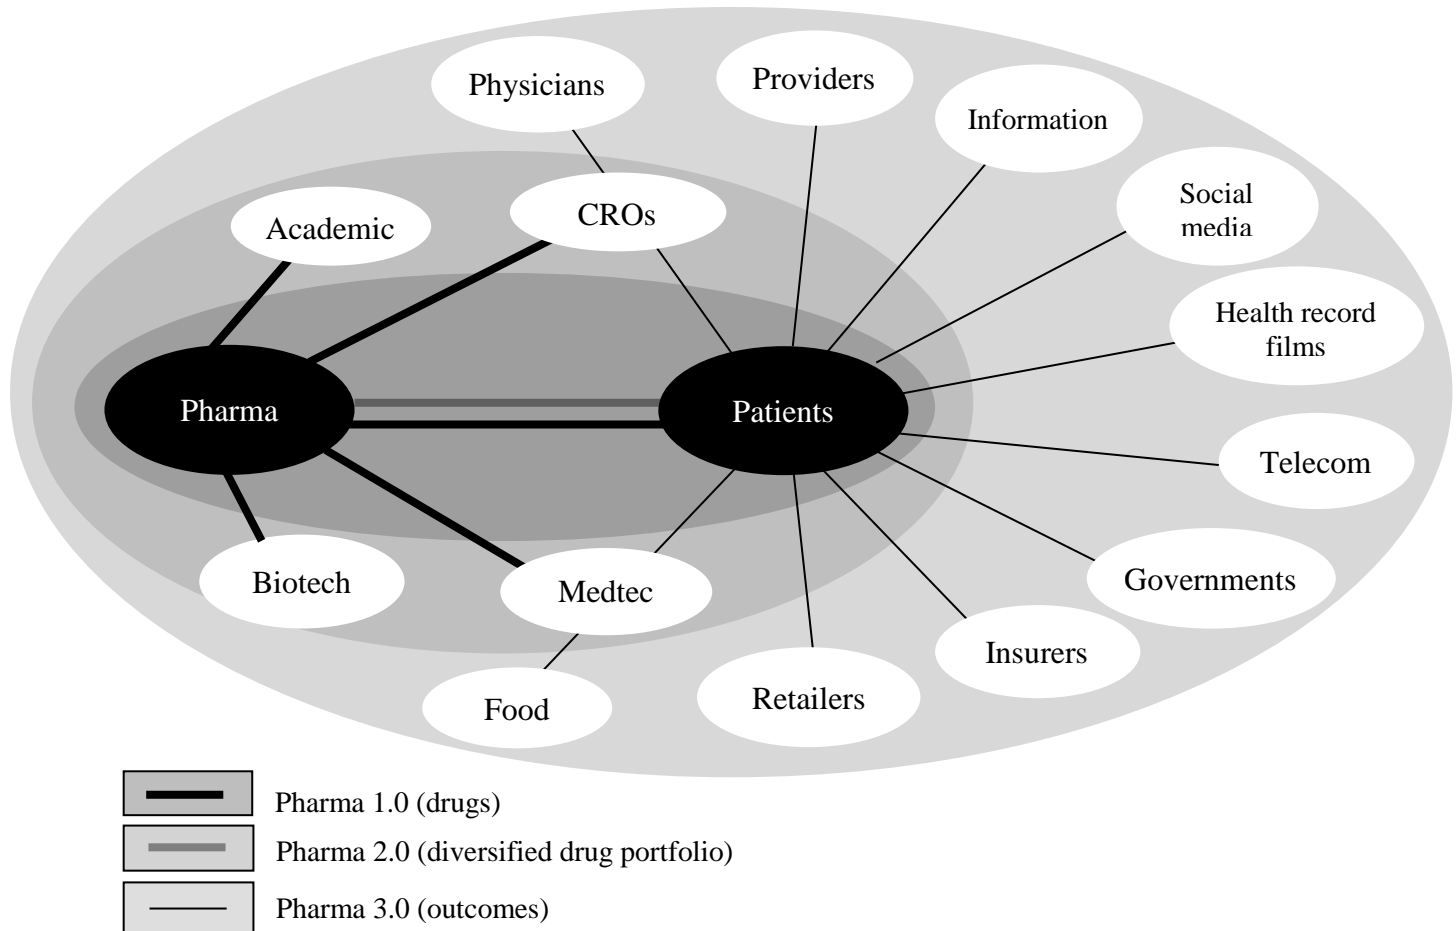 Physicians
Providers
Information
Social
media
Academic
CROs
Health record
films
Pharma
Patients
Telecom
Biotech
Medtec
Governments
Insurers
Food
Retailers
Pharma 1.0 (drugs)
Pharma 2.0 (diversified drug portfolio)
Pharma 3.0 (outcomes)